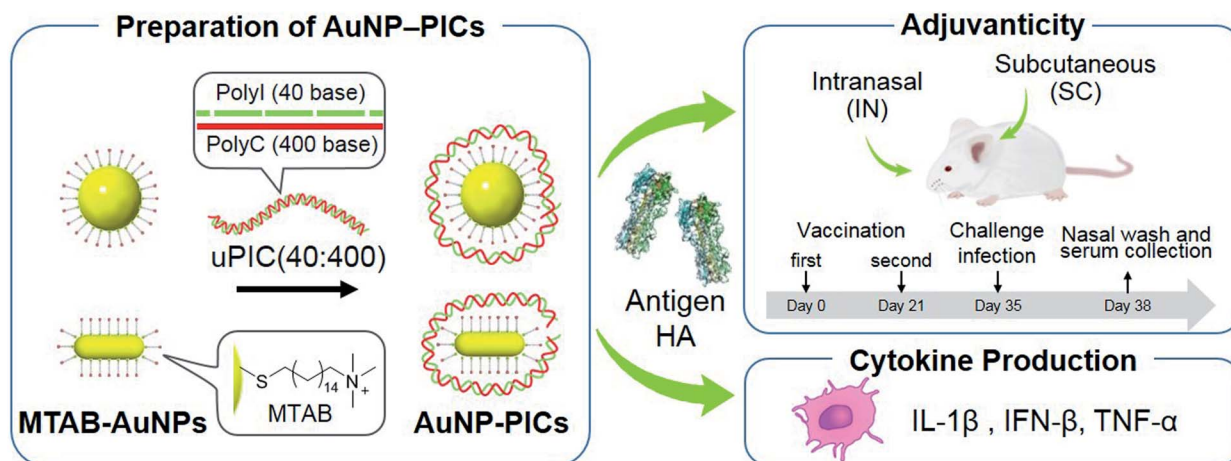 Preparation of AuNP–PICs
PolyI (40 base)
PolyC (400 base)
uPIC(40:400)
S
14
N
+
MTAB
MTAB-AuNPs
AuNP-PICs
Antigen
HA
Adjuvanticity
Intranasal
(IN)
Subcutaneous
(SC)
Vaccination
first
second
Challenge
infection
Nasal wash and
serum collection
Day 0
Day 21
Day 35
Day 38
Cytokine Production
IL-1β , IFN-β, TNF-α